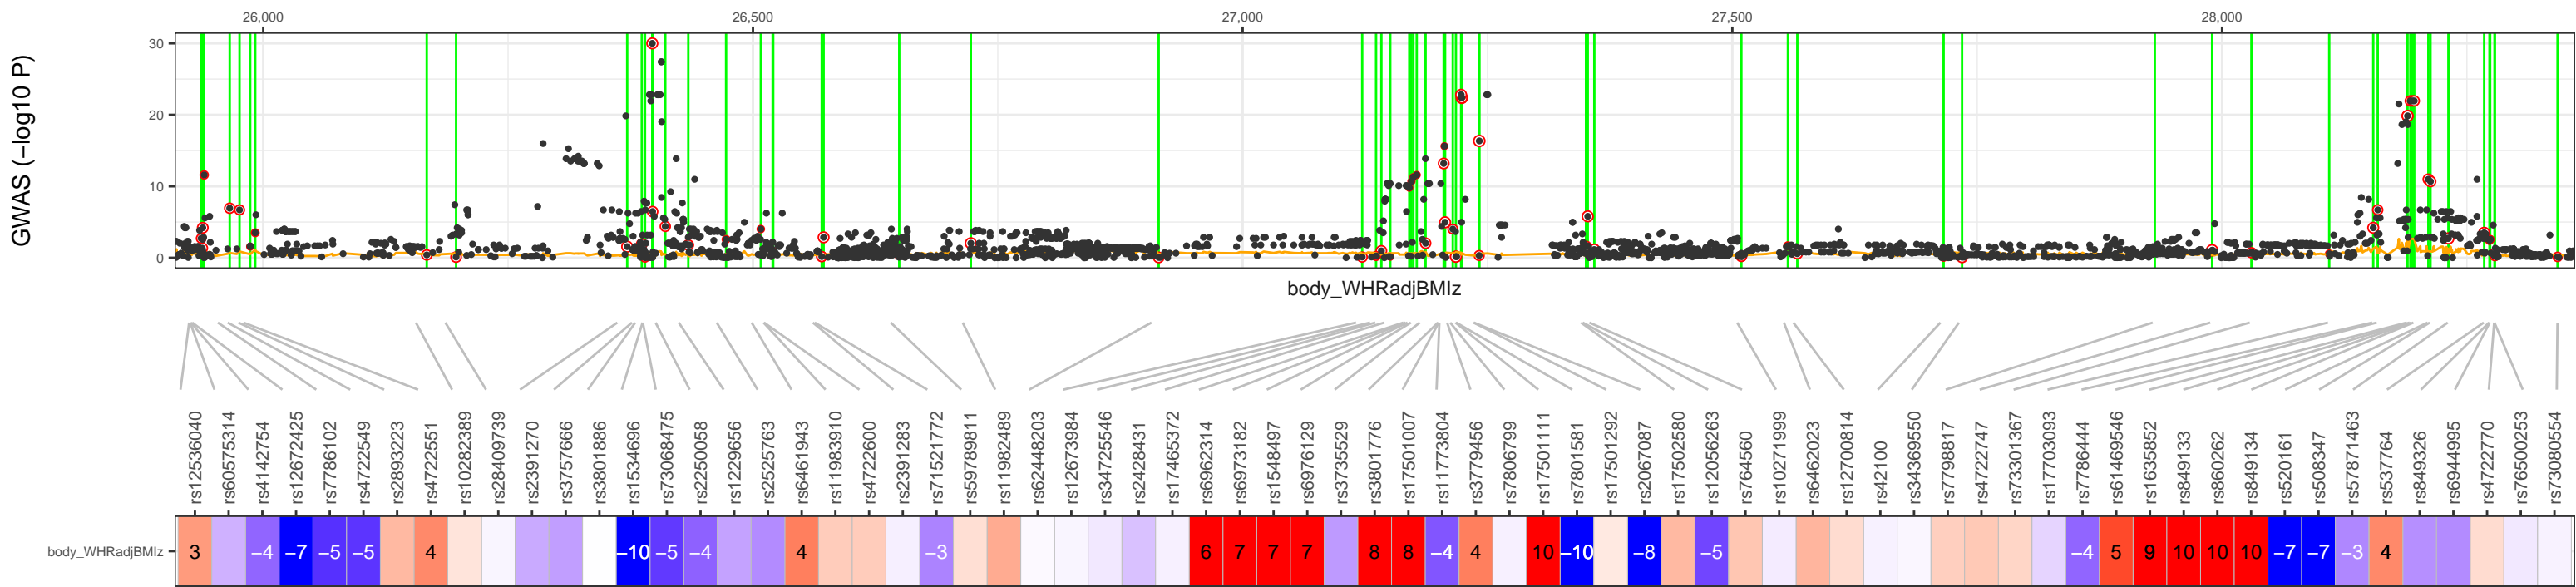 26,000 26,500 27,000 27,500 28,000
GWAS (−log10 P)
30
20
10
0
body_WHRadjBMIz
rs12536040 rs60575314 rs4142754 rs12672425 rs7786102 rs4722549 rs2893223 rs4722551 rs10282389 rs28409739 rs2391270 rs3757666 rs3801886 rs1534696 rs73068475 rs2250058 rs1229656 rs25255763 rs6461943 rs11983910 rs4722600 rs2391283 rs71521772 rs59789811 rs11982489 rs62448203 rs12673984 rs34725546 rs2428431 rs17465372 rs6962314 rs6973182 rs1548497 rs6976129 rs3735529 rs3801776 rs17501007 rs111773804 rs3779456 rs7806799 rs17501111 rs7801581 rs17501292 rs2067087 rs17502580 rs12056263 rs764560 rs10271999 rs6462023 rs12700814 rs42100 rs34369550 rs7798817 rs4722747 rs73301367 rs17703093 rs7786444 rs61469546 rs1635852 rs849133 rs860262 rs849134 rs520161 rs508347 rs57871463 rs537764 rs849326 rs6944995 rs4722770 rs76500253 rs73080554
body_WHRadjBMIz 3 −4 −7 −5 −5 4 −10 −5 −4 4 −3 6 7 7 7 8 8 −4 4 10 −10 −8 −5 −4 5 9 10 10 10 −7 −7 −3 4